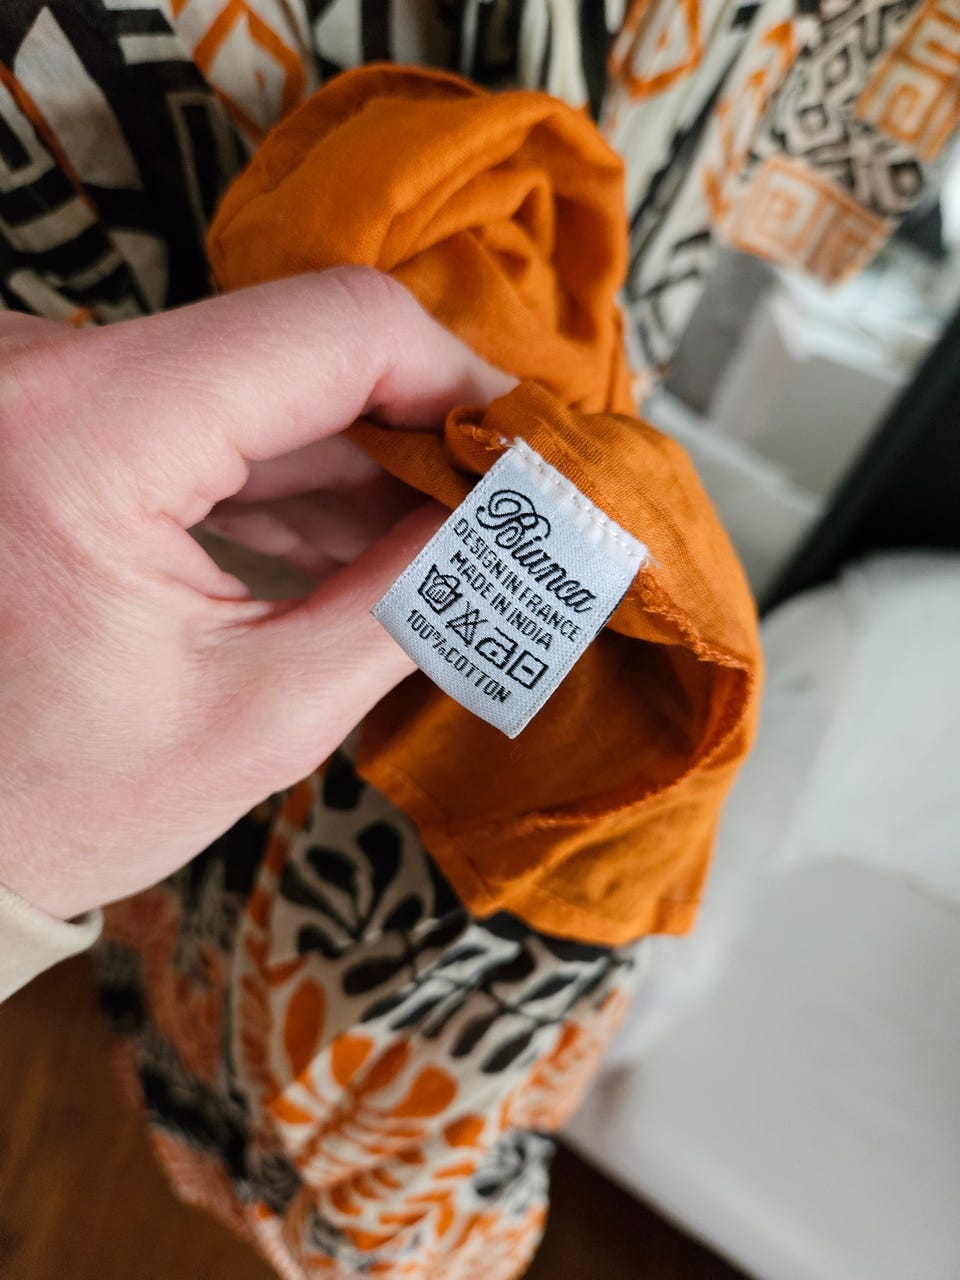 Bianca
DESIGN IN FRANCE
MADE IN INDIA
100% COTTON